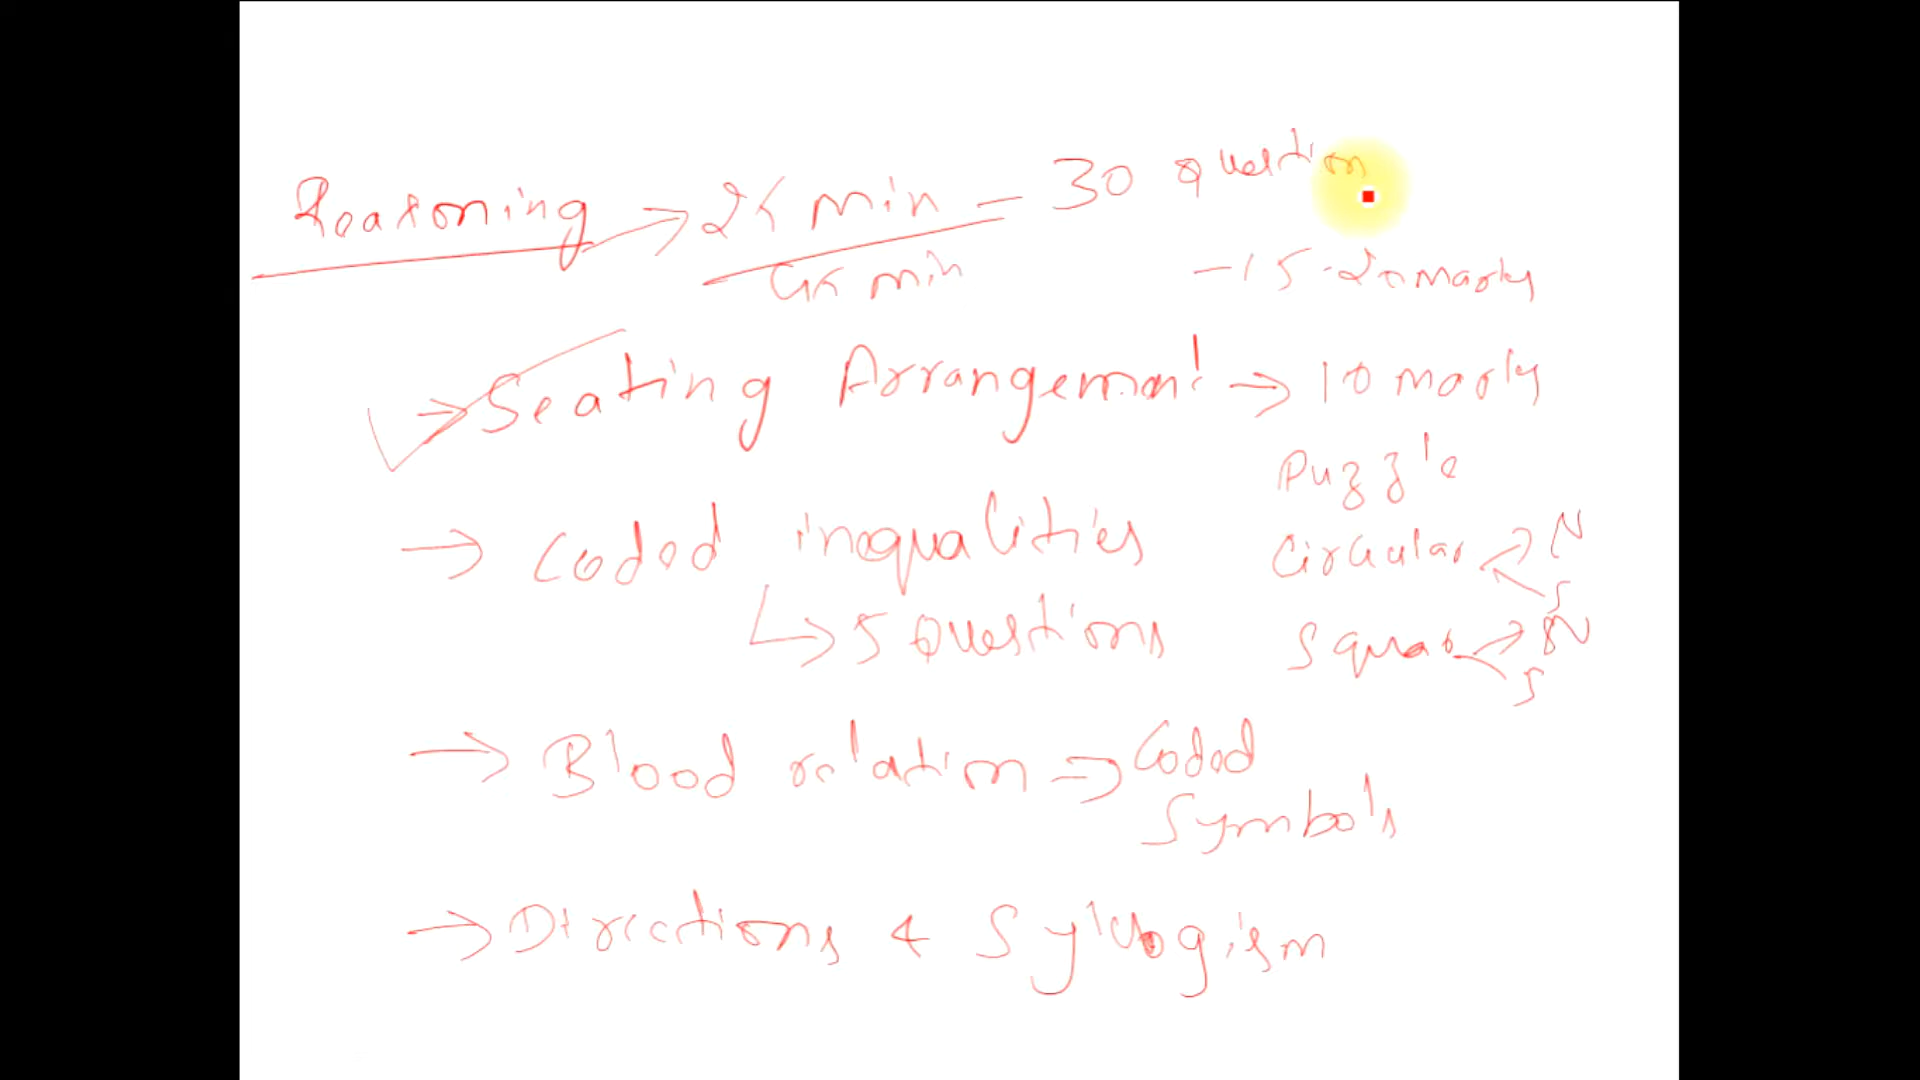 Reasoning → 25 min - 30 Question
45 min - 15-20 marks
→ Seating Arrangement → 10 marks
Puzzle
→ Coded inequalities Circular → N
S
↳ 5 Questions Square → N
S
→ Blood relation → Coded
Symbols
→ Directions & Syllogism